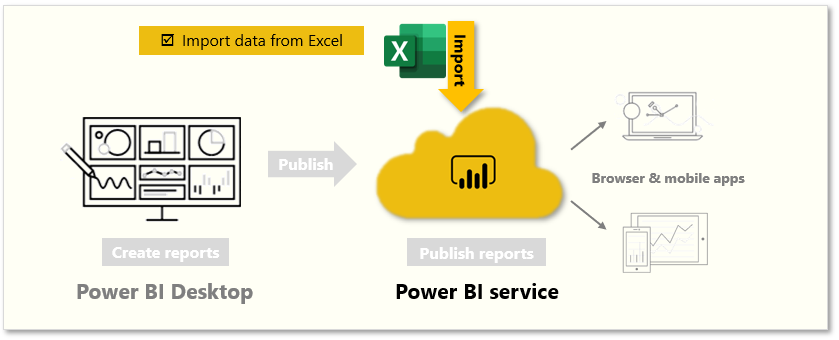 Import data from Excel
X
Import
Publish
Browser & mobile apps
Create reports
Publish reports
Power BI Desktop
Power BI service